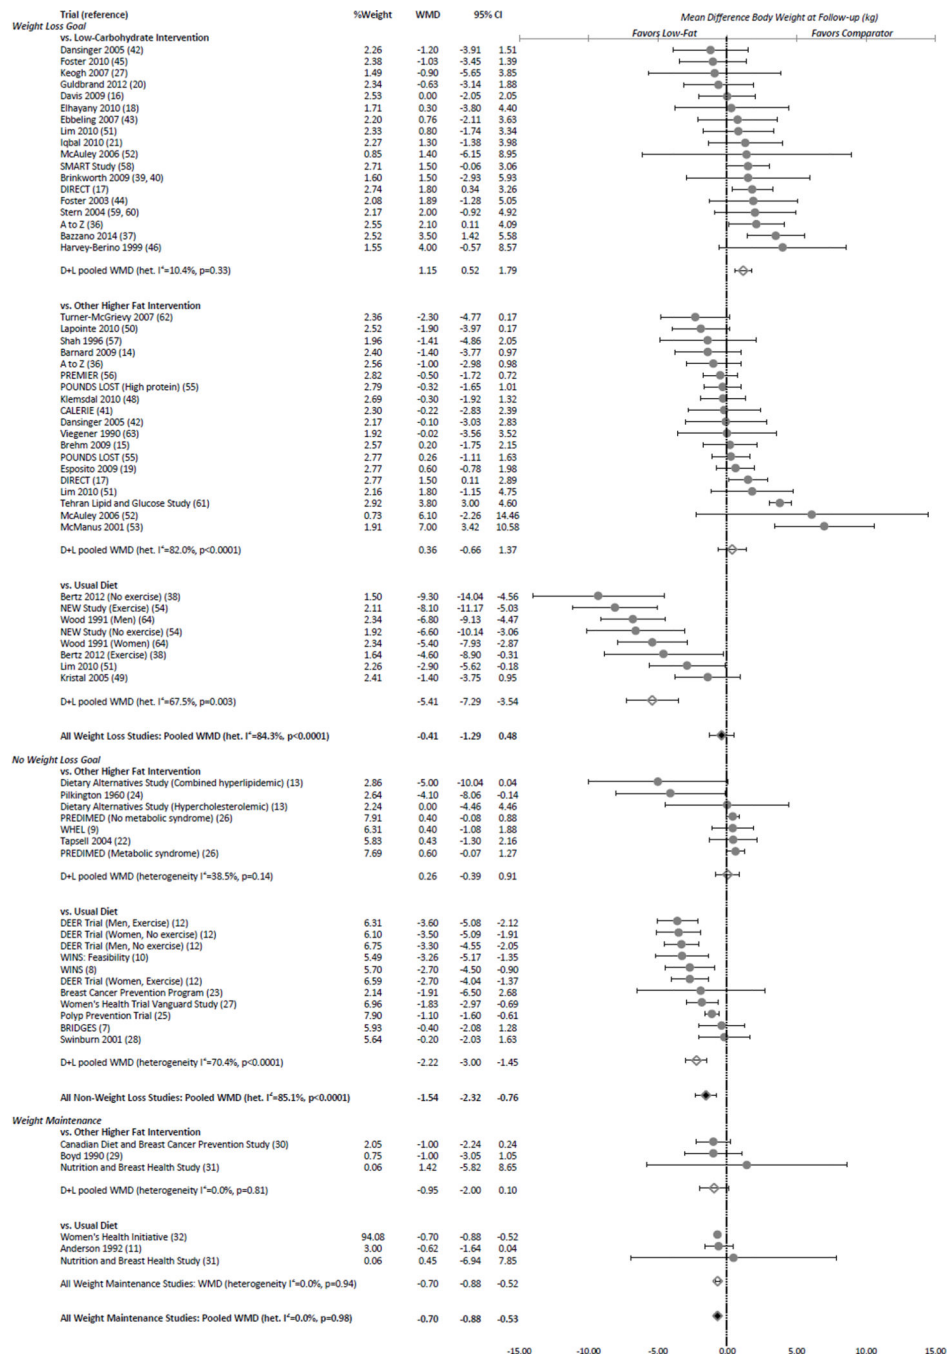 Trial (reference) %Weight WMD 95% CI Mean Difference Body Weight at Follow-up (kg)
Weight Loss Goal Favors Low-Fat Favors Comparator
vs. Low-Carbohydrate Intervention
Dansinger 2005 (42) 2.26 -1.20 -3.91 1.51
Foster 2010 (45) 2.38 -1.03 -3.45 1.39
Keogh 2007 (27) 1.49 -0.90 -5.65 3.85
Guldbrand 2012 (20) 2.34 -0.63 -3.14 1.88
Davis 2009 (16) 2.53 0.00 -2.05 2.05
Elhayany 2010 (18) 1.71 0.30 -3.80 4.40
Ebbeling 2007 (43) 2.20 0.76 -2.11 3.63
Lim 2010 (51) 2.33 0.80 -1.74 3.34
Iqbal 2010 (21) 2.27 1.30 -1.38 3.98
McAuley 2006 (52) 0.85 1.40 -6.15 8.95
SMART Study (58) 2.71 1.50 -0.06 3.06
Brinkworth 2009 (39, 40) 1.60 1.50 -2.93 5.93
DIRECT (17) 2.74 1.80 0.34 3.26
Foster 2003 (44) 2.08 1.89 -1.28 5.05
Stern 2004 (59, 60) 2.17 2.00 -0.92 4.92
A to Z (36) 2.55 2.10 0.11 4.09
Bazzano 2014 (37) 2.52 3.50 1.42 5.58
Harvey-Berino 1999 (46) 1.55 4.00 -0.57 8.57
D+L pooled WMD (het. I²=10.4%, p=0.33) 1.15 0.52 1.79
vs. Other Higher Fat Intervention
Turner-McGrievy 2007 (62) 2.36 -2.30 -4.77 0.17
Lapointe 2010 (50) 2.52 -1.90 -3.97 0.17
Shah 1996 (57) 1.96 -1.41 -4.86 2.05
Barnard 2009 (14) 2.40 -1.40 -3.77 0.97
A to Z (36) 2.56 -1.00 -2.98 0.98
PREMIER (56) 2.82 -0.50 -1.72 0.72
POUNDS LOST (High protein) (55) 2.79 -0.32 -1.65 1.01
Klemsdal 2010 (48) 2.69 -0.30 -1.92 1.32
CALERIE (41) 2.30 -0.22 -2.83 2.39
Dansinger 2005 (42) 2.17 -0.10 -3.03 2.83
Viegener 1990 (63) 1.92 -0.02 -3.56 3.52
Brehm 2009 (15) 2.57 0.20 -1.75 2.15
POUNDS LOST (55) 2.77 0.26 -1.11 1.63
Esposito 2009 (19) 2.77 0.60 -0.78 1.98
DIRECT (17) 2.77 1.50 0.11 2.89
Lim 2010 (51) 2.16 1.80 -1.15 4.75
Tehran Lipid and Glucose Study (61) 2.92 3.80 3.00 4.60
McAuley 2006 (52) 0.73 6.10 -2.26 14.46
McManus 2001 (53) 1.91 7.00 3.42 10.58
D+L pooled WMD (het. I²=82.0%, p<0.0001) 0.36 -0.66 1.37
vs. Usual Diet
Bertz 2012 (No exercise) (38) 1.50 -9.30 -14.04 -4.56
NEW Study (Exercise) (54) 2.11 -8.10 -11.17 -5.03
Wood 1991 (Men) (64) 2.34 -6.80 -9.13 -4.47
NEW Study (No exercise) (54) 1.92 -6.60 -10.14 -3.06
Wood 1991 (Women) (64) 2.34 -5.40 -7.93 -2.87
Bertz 2012 (Exercise) (38) 1.64 -4.60 -8.90 -0.31
Lim 2010 (51) 2.26 -2.90 -5.62 -0.18
Kristal 2005 (49) 2.41 -1.40 -3.75 0.95
D+L pooled WMD (het. I²=67.5%, p=0.003) -5.41 -7.29 -3.54
All Weight Loss Studies: Pooled WMD (het. I²=84.3%, p<0.0001) -0.41 -1.29 0.48
No Weight Loss Goal
vs. Other Higher Fat Intervention
Dietary Alternatives Study (Combined hyperlipidemic) (13) 2.86 -5.00 -10.04 0.04
Pilkington 1960 (24) 2.64 -4.10 -8.06 -0.14
Dietary Alternatives Study (Hypercholesterolemic) (13) 2.24 0.00 -4.46 4.46
PREDIMED (No metabolic syndrome) (26) 7.91 0.40 -0.08 0.88
WHEL (9) 6.31 0.40 -1.08 1.88
Tapsell 2004 (22) 5.83 0.43 -1.30 2.16
PREDIMED (Metabolic syndrome) (26) 7.69 0.60 -0.07 1.27
D+L pooled WMD (heterogeneity I²=38.5%, p=0.14) 0.26 -0.39 0.91
vs. Usual Diet
DEER Trial (Men, Exercise) (12) 6.31 -3.60 -5.08 -2.12
DEER Trial (Women, No exercise) (12) 6.10 -3.50 -5.09 -1.91
DEER Trial (Men, No exercise) (12) 6.75 -3.30 -4.55 -2.05
WINS: Feasibility (10) 5.49 -3.26 -5.17 -1.35
WINS (8) 5.70 -2.70 -4.50 -0.90
DEER Trial (Women, Exercise) (12) 6.59 -2.70 -4.04 -1.37
Breast Cancer Prevention Program (23) 2.14 -1.91 -6.50 2.68
Women's Health Trial Vanguard Study (27) 6.96 -1.83 -2.97 -0.69
Polyp Prevention Trial (25) 7.90 -1.10 -1.60 -0.61
BRIDGES (7) 5.93 -0.40 -2.08 1.28
Swinburn 2001 (28) 5.64 -0.20 -2.03 1.63
D+L pooled WMD (heterogeneity I²=70.4%, p<0.0001) -2.22 -3.00 -1.45
All Non-Weight Loss Studies: Pooled WMD (het. I²=85.1%, p<0.0001) -1.54 -2.32 -0.76
Weight Maintenance
vs. Other Higher Fat Intervention
Canadian Diet and Breast Cancer Prevention Study (30) 2.05 -1.00 -2.24 0.24
Boyd 1990 (29) 0.75 -1.00 -3.05 1.05
Nutrition and Breast Health Study (31) 0.06 1.42 -5.82 8.65
D+L pooled WMD (heterogeneity I²=0.0%, p=0.81) -0.95 -2.00 0.10
vs. Usual Diet
Women's Health Initiative (32) 94.08 -0.70 -0.88 -0.52
Anderson 1992 (11) 3.00 -0.62 -1.64 0.04
Nutrition and Breast Health Study (31) 0.06 0.45 -6.94 7.85
All Weight Maintenance Studies: WMD (heterogeneity I²=0.0%, p=0.94) -0.70 -0.88 -0.52
All Weight Maintenance Studies: Pooled WMD (het. I²=0.0%, p=0.98) -0.70 -0.88 -0.53
-15.00 -10.00 -5.00 0.00 5.00 10.00 15.00